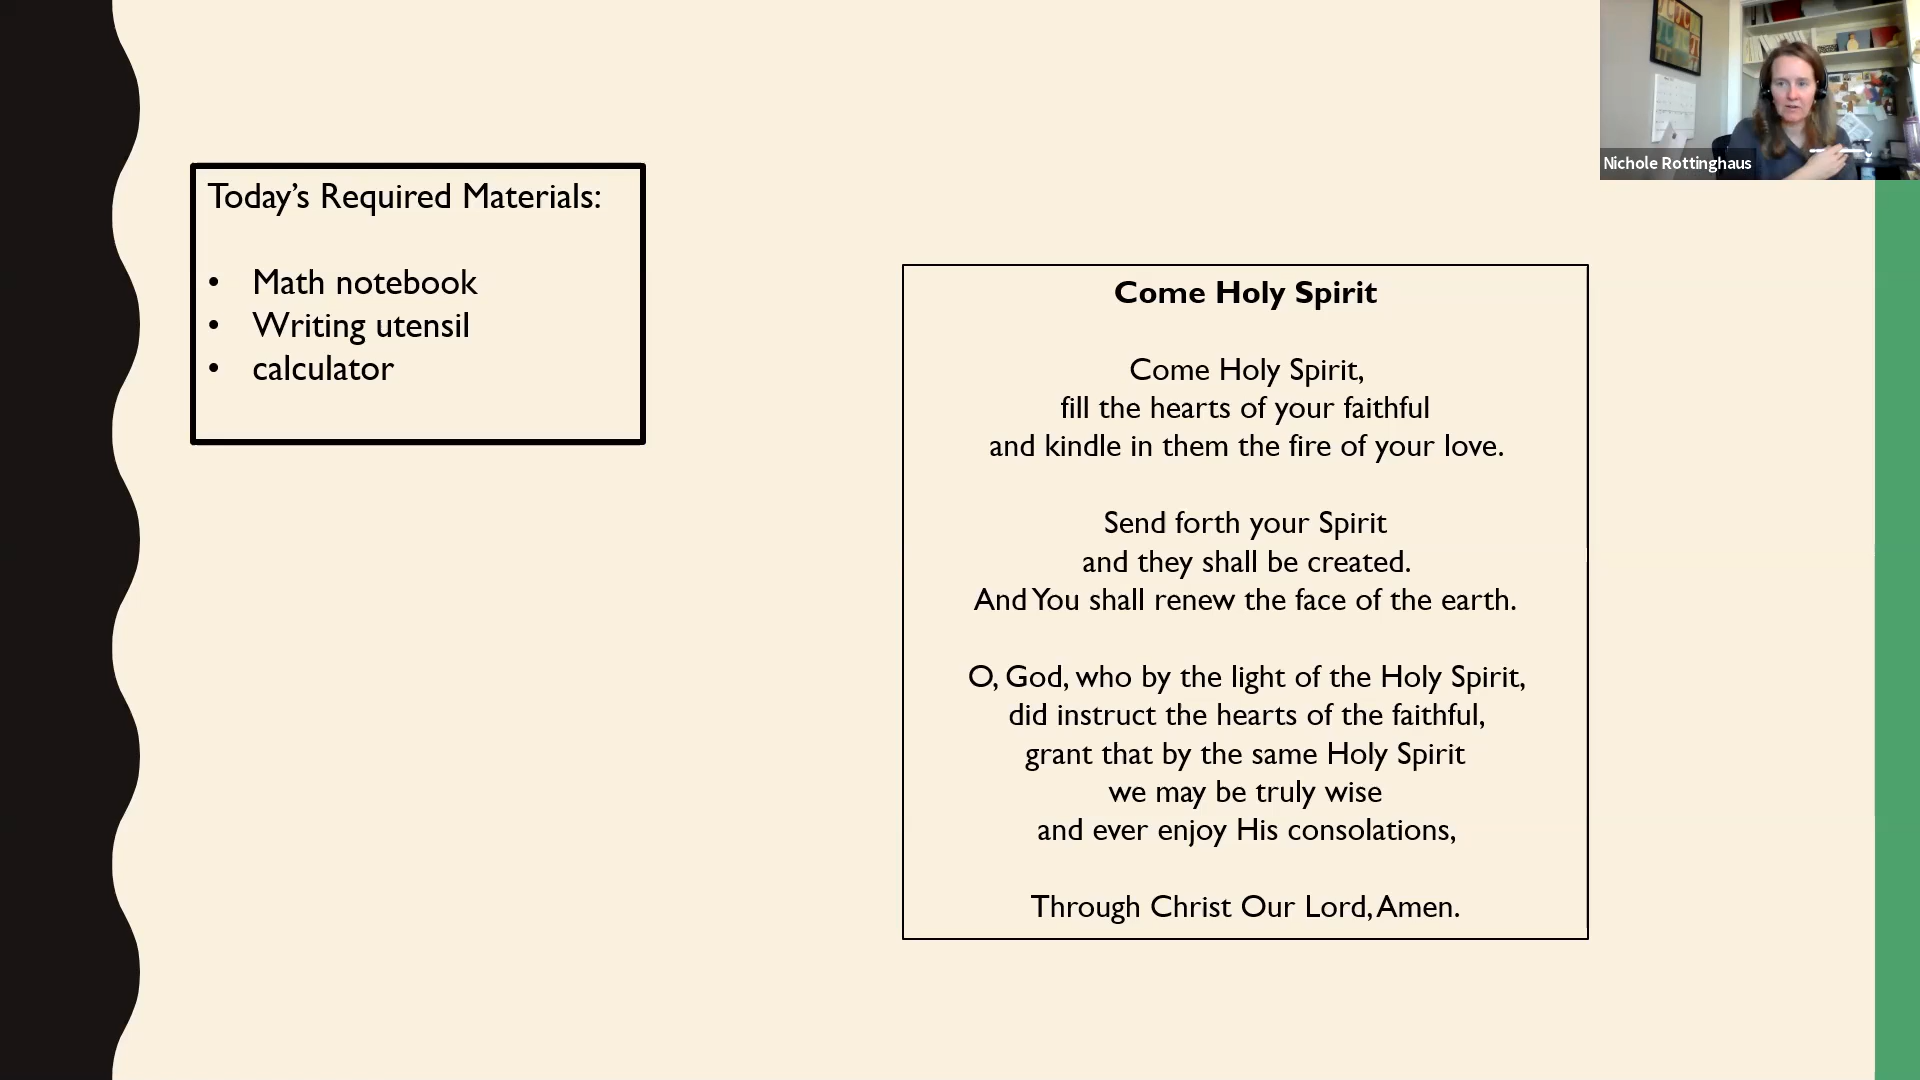 Today's Required Materials:
• Math notebook
• Writing utensil
• calculator
Come Holy Spirit
Come Holy Spirit,
fill the hearts of your faithful
and kindle in them the fire of your love.
Send forth your Spirit
and they shall be created.
And You shall renew the face of the earth.
O, God, who by the light of the Holy Spirit,
did instruct the hearts of the faithful,
grant that by the same Holy Spirit
we may be truly wise
and ever enjoy His consolations,
Through Christ Our Lord, Amen.
Nichole Rottinghaus